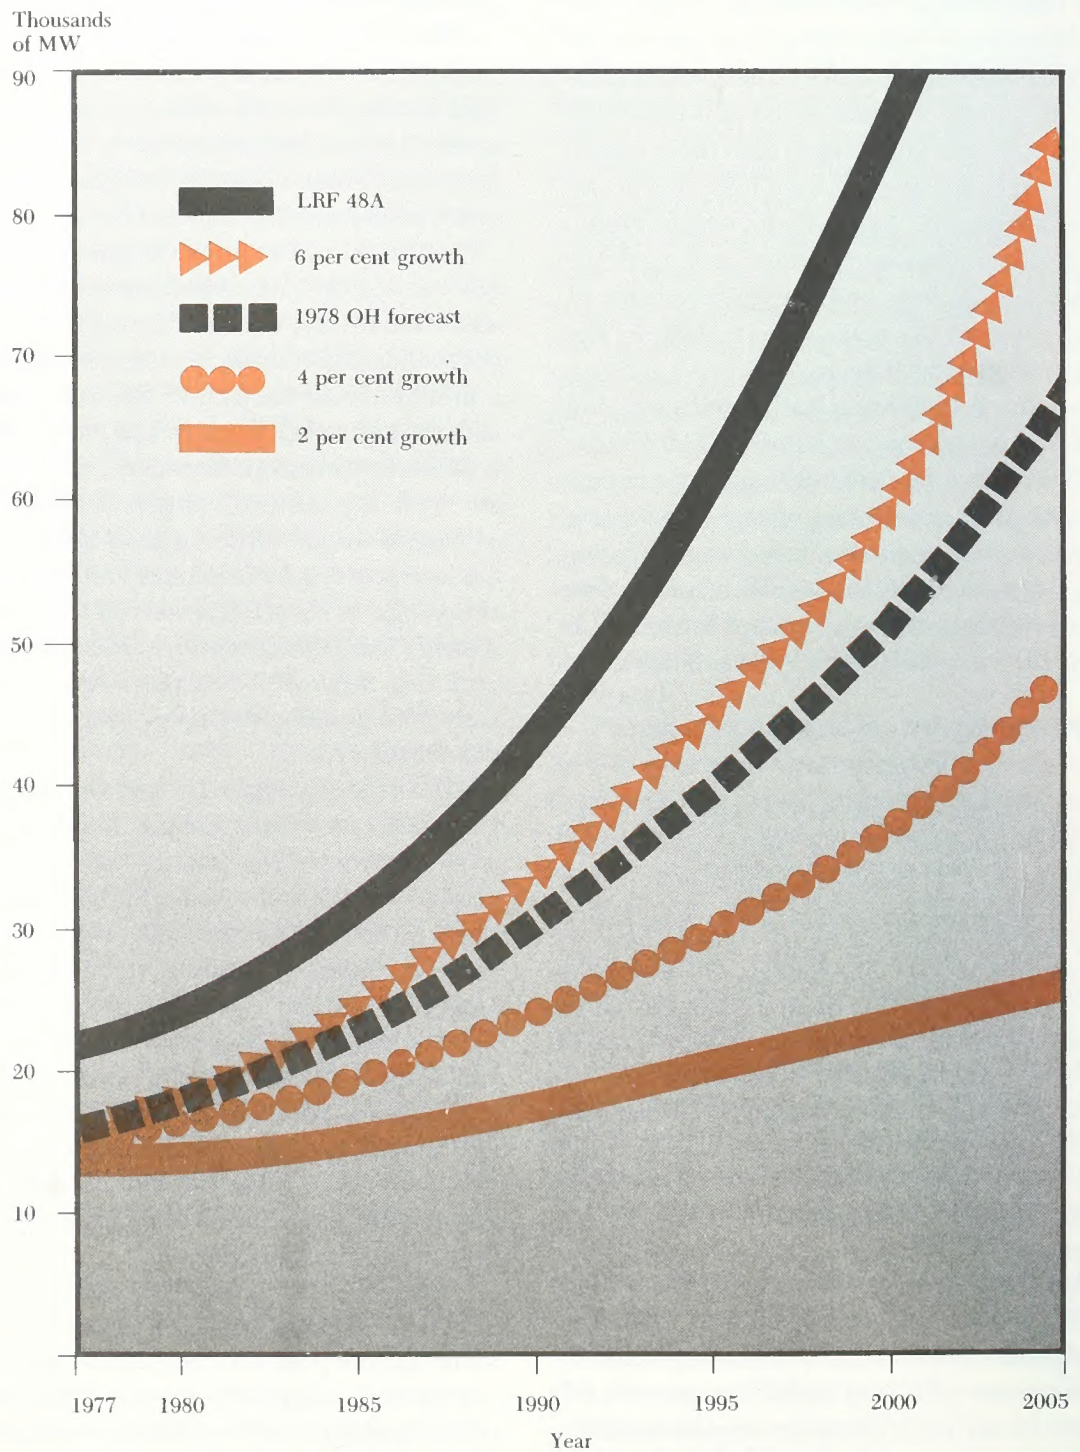 Thousands
of MW
90
80
70
60
50
40
30
20
10
LRF 48A
6 per cent growth
1978 OH forecast
4 per cent growth
2 per cent growth
1977 1980 1985 1990 1995 2000 2005
Year